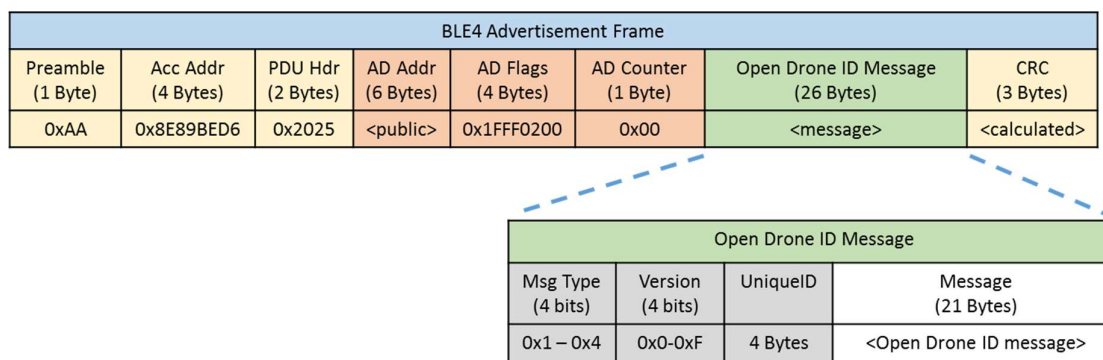 BLE4 Advertisement Frame
Preamble Acc Addr PDU Hdr AD Addr AD Flags AD Counter Open Drone ID Message CRC
(1 Byte) (4 Bytes) (2 Bytes) (6 Bytes) (4 Bytes) (1 Byte) (26 Bytes) (3 Bytes)
0xAA 0x8E89BED6 0x2025 <public> 0x1FFF0200 0x00 <message> <calculated>
Open Drone ID Message
Msg Type Version UniqueID Message
(4 bits) (4 bits) (21 Bytes)
0x1 – 0x4 0x0-0xF 4 Bytes <Open Drone ID message>